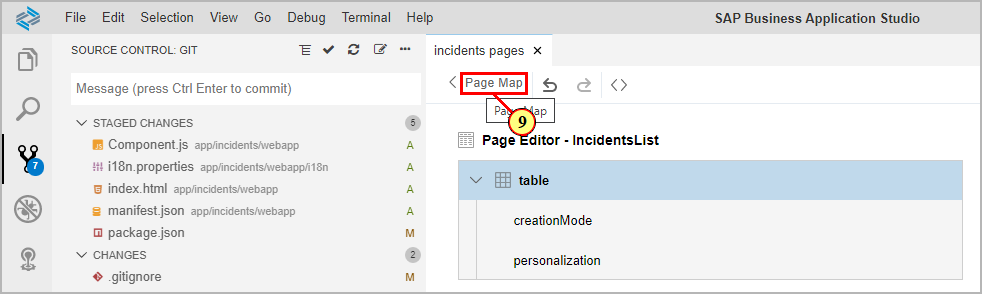 File Edit Selection View Go Debug Terminal Help SAP Business Application Studio
SOURCE CONTROL: GIT
Message (press Ctrl Enter to commit)
STAGED CHANGES 5
Component.js app/incidents/webapp A
i18n.properties app/incidents/webapp/i18n A
index.html app/incidents/webapp A
manifest.json app/incidents/webapp A
package.json M
CHANGES 2
.gitignore M
7
incidents pages
Page Map
Page Map
9
Page Editor - IncidentsList
table
creationMode
personalization